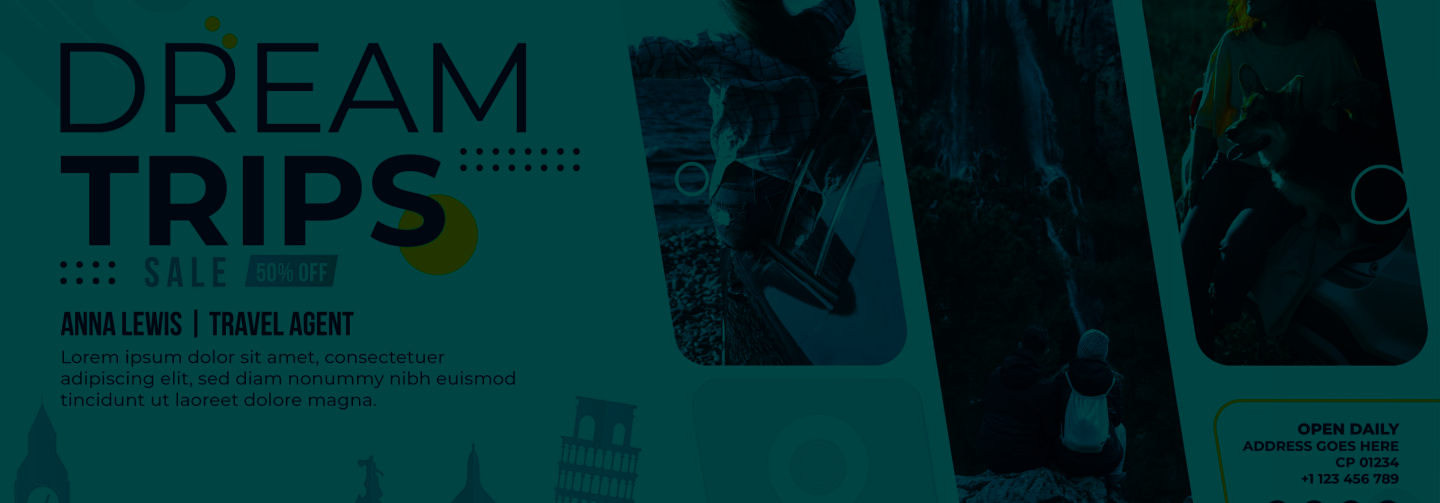 DREAM
TRIPS
SALE 50% OFF
ANNA LEWIS | TRAVEL AGENT
Lorem ipsum dolor sit amet, consectetuer
adipiscing elit, sed diam nonummy nibh euismod
tincidunt ut laoreet dolore magna.
OPEN DAILY
ADDRESS GOES HERE
CP 01234
+1 123 456 789